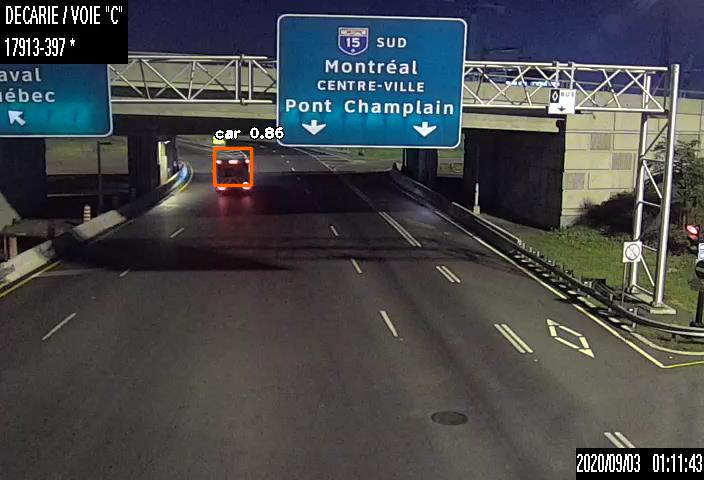 DECARIE / VOIE "C"
17913-397 *
aval
uébec
15 SUD
Montréal
CENTRE-VILLE
Pont Champlain
BUS
car 0.86
2020/09/03 01:11:43